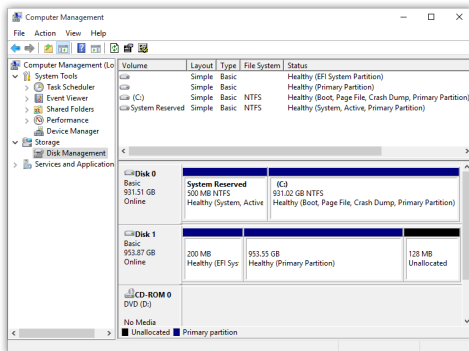 Computer Management
File Action View Help
Computer Management (Lo
System Tools
Task Scheduler
Event Viewer
Shared Folders
Performance
Device Manager
Storage
Disk Management
Services and Application
Volume Layout Type File System Status
Simple Basic Healthy (EFI System Partition)
Simple Basic Healthy (Primary Partition)
(C:) Simple Basic NTFS Healthy (Boot, Page File, Crash Dump, Primary Partition)
System Reserved Simple Basic NTFS Healthy (System, Active, Primary Partition)
Disk 0
Basic
931.51 GB
Online
System Reserved
500 MB NTFS
Healthy (System, Active
(C:)
931.02 GB NTFS
Healthy (Boot, Page File, Crash Dump, Primary Partition)
Disk 1
Basic
953.87 GB
Online
200 MB
Healthy (EFI Sys
953.55 GB
Healthy (Primary Partition)
128 MB
Unallocated
CD-ROM 0
DVD (D:)
No Media
Unallocated Primary partition